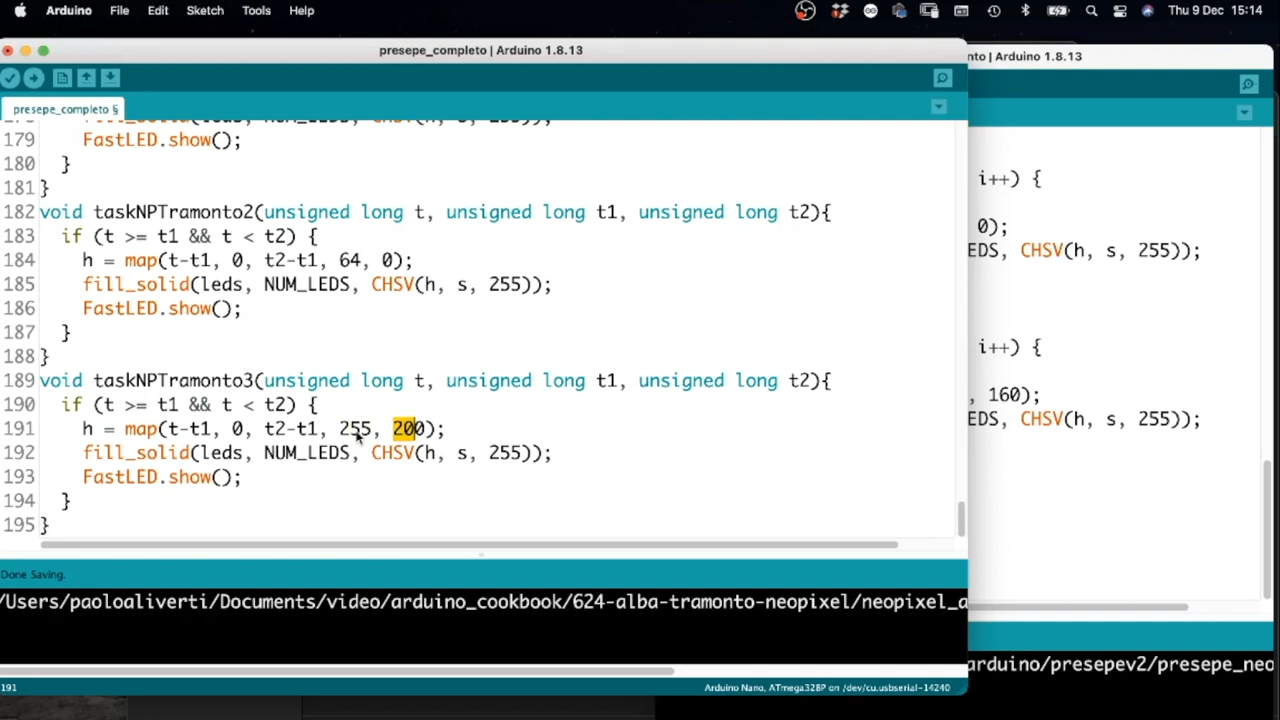 Arduino File Edit Sketch Tools Help Thu 9 Dec 15:14
presepe_completo | Arduino 1.8.13
nto | Arduino 1.8.13
presepe_completo §
179 FastLED.show();
180 }
181 }
182 void taskNPTramonto2(unsigned long t, unsigned long t1, unsigned long t2){
183 if (t >= t1 && t < t2) {
184 h = map(t-t1, 0, t2-t1, 64, 0);
185 fill_solid(leds, NUM_LEDS, CHSV(h, s, 255));
186 FastLED.show();
187 }
188 }
189 void taskNPTramonto3(unsigned long t, unsigned long t1, unsigned long t2){
190 if (t >= t1 && t < t2) {
191 h = map(t-t1, 0, t2-t1, 255, 200);
192 fill_solid(leds, NUM_LEDS, CHSV(h, s, 255));
193 FastLED.show();
194 }
195 }
i++) {
0);
EDS, CHSV(h, s, 255));
i++) {
, 160);
EDS, CHSV(h, s, 255));
Done Saving.
/Users/paoloaliverti/Documents/video/arduino_cookbook/624-alba-tramonto-neopixel/neopixel_a
arduino/presepev2/presepe_neo
191 Arduino Nano, ATmega328P on /dev/cu.usbserial-14240